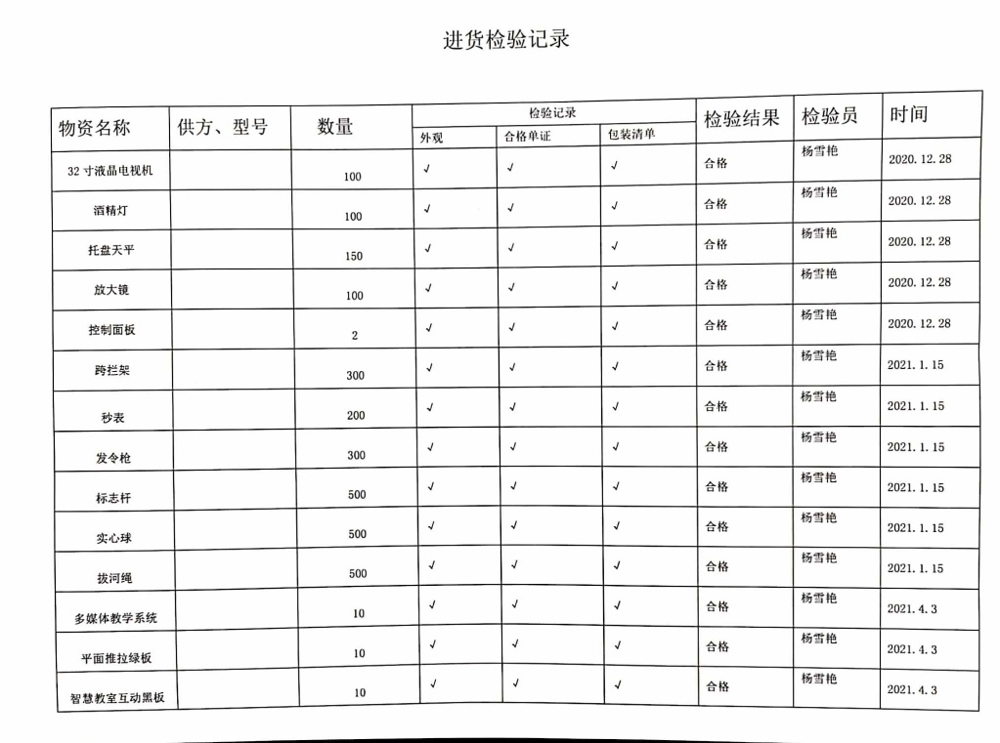 进货检验记录
物资名称 供方、型号 数量 检验记录 检验结果 检验员 时间
外观 合格单证 包装清单
32寸液晶电视机 100 √ √ √ 合格 杨雪艳 2020.12.28
酒精灯 100 √ √ √ 合格 杨雪艳 2020.12.28
托盘天平 150 √ √ √ 合格 杨雪艳 2020.12.28
放大镜 100 √ √ √ 合格 杨雪艳 2020.12.28
控制面板 2 √ √ √ 合格 杨雪艳 2020.12.28
跨拦架 300 √ √ √ 合格 杨雪艳 2021.1.15
秒表 200 √ √ √ 合格 杨雪艳 2021.1.15
发令枪 300 √ √ √ 合格 杨雪艳 2021.1.15
标志杆 500 √ √ √ 合格 杨雪艳 2021.1.15
实心球 500 √ √ √ 合格 杨雪艳 2021.1.15
拔河绳 500 √ √ √ 合格 杨雪艳 2021.1.15
多媒体教学系统 10 √ √ √ 合格 杨雪艳 2021.4.3
平面推拉绿板 10 √ √ √ 合格 杨雪艳 2021.4.3
智慧教室互动黑板 10 √ √ √ 合格 杨雪艳 2021.4.3